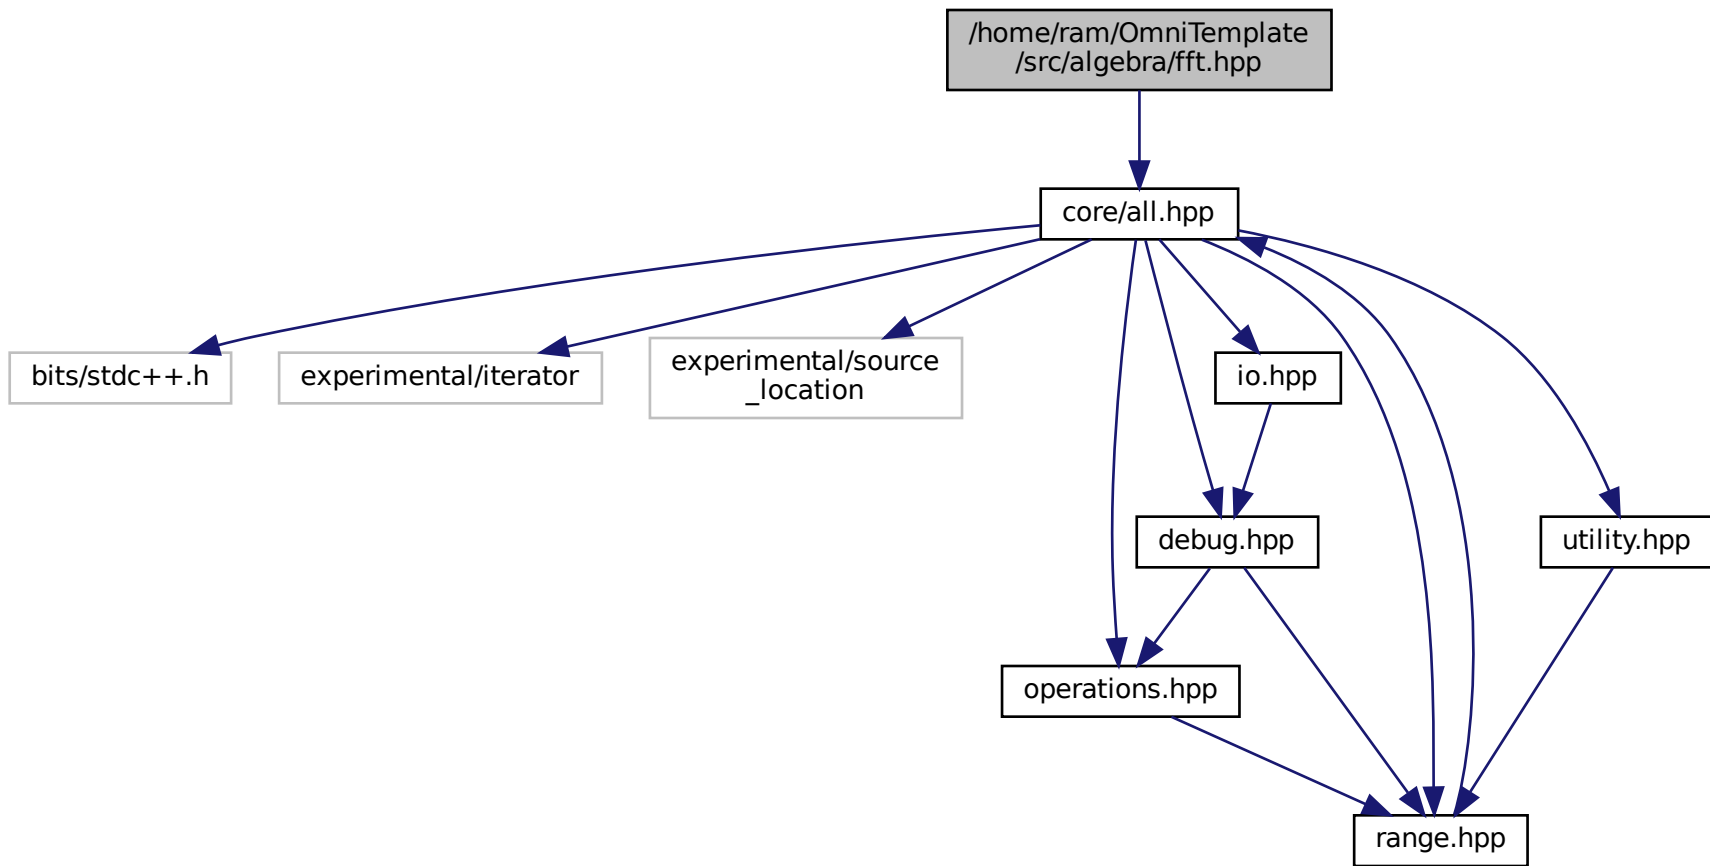 /home/ram/OmniTemplate
/src/algebra/fft.hpp
core/all.hpp
bits/stdc++.h
experimental/iterator
experimental/source
_location
io.hpp
debug.hpp
utility.hpp
operations.hpp
range.hpp